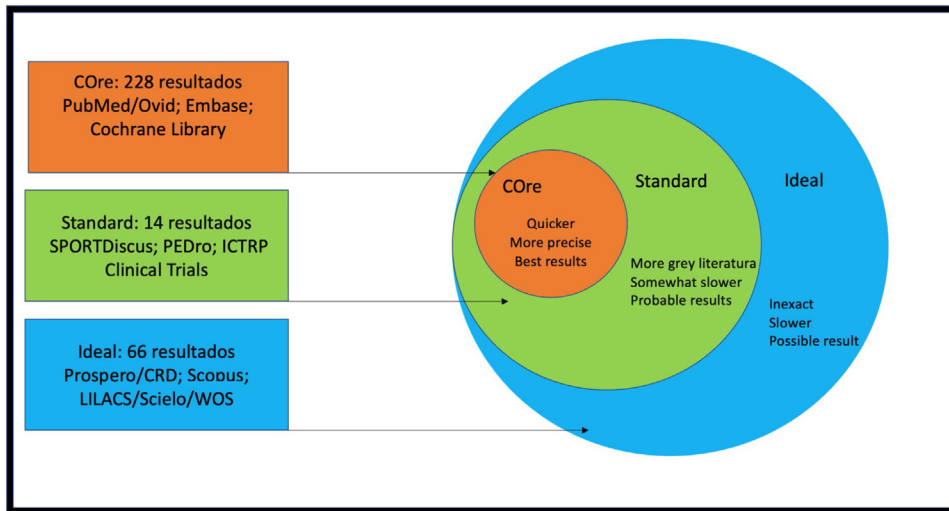 COre: 228 resultados
PubMed/Ovid; Embase;
Cochrane Library
Standard: 14 resultados
SPORTDiscus; PEDro; ICTRP
Clinical Trials
Ideal: 66 resultados
Prospero/CRD; Scopus;
LILACS/Scielo/WOS
COre
Quicker
More precise
Best results
Standard
More grey literatura
Somewhat slower
Probable results
Ideal
Inexact
Slower
Possible result